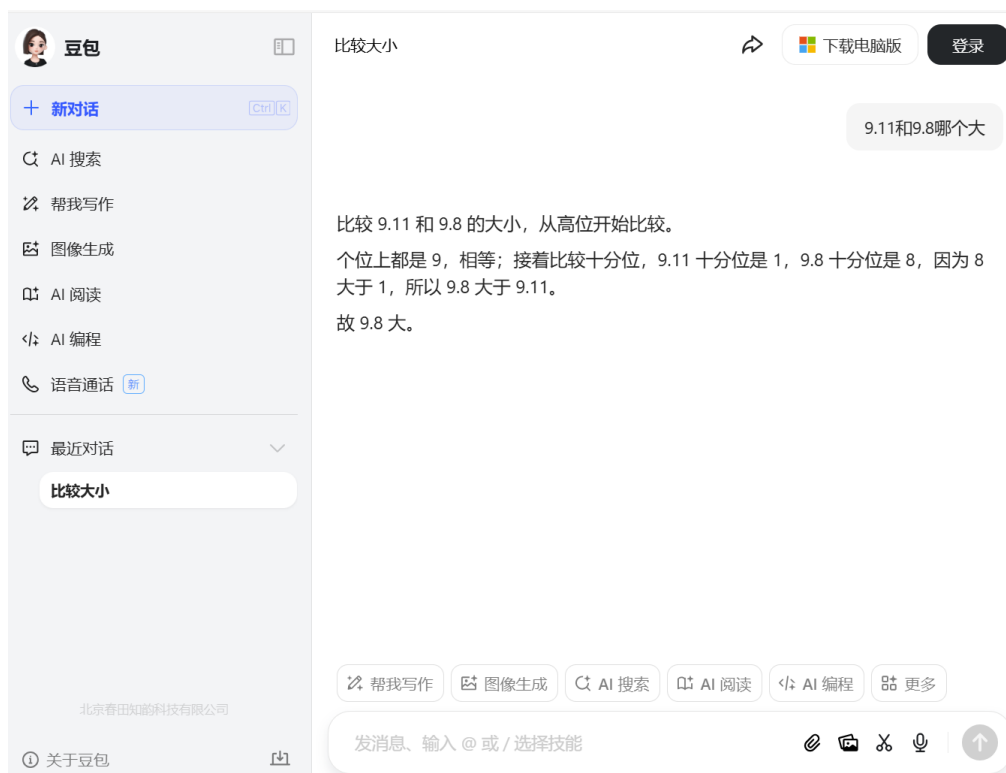 豆包
新对话
Ctrl K
AI 搜索
帮我写作
图像生成
AI 阅读
AI 编程
语音通话 新
最近对话
比较大小
北京春田知韵科技有限公司
关于豆包
比较大小
下载电脑版
登录
9.11和9.8哪个大
比较 9.11 和 9.8 的大小，从高位开始比较。
个位上都是 9，相等；接着比较十分位，9.11 十分位是 1，9.8 十分位是 8，因为 8
大于 1，所以 9.8 大于 9.11。
故 9.8 大。
帮我写作 图像生成 AI 搜索 AI 阅读 AI 编程 更多
发消息、输入 @ 或 / 选择技能